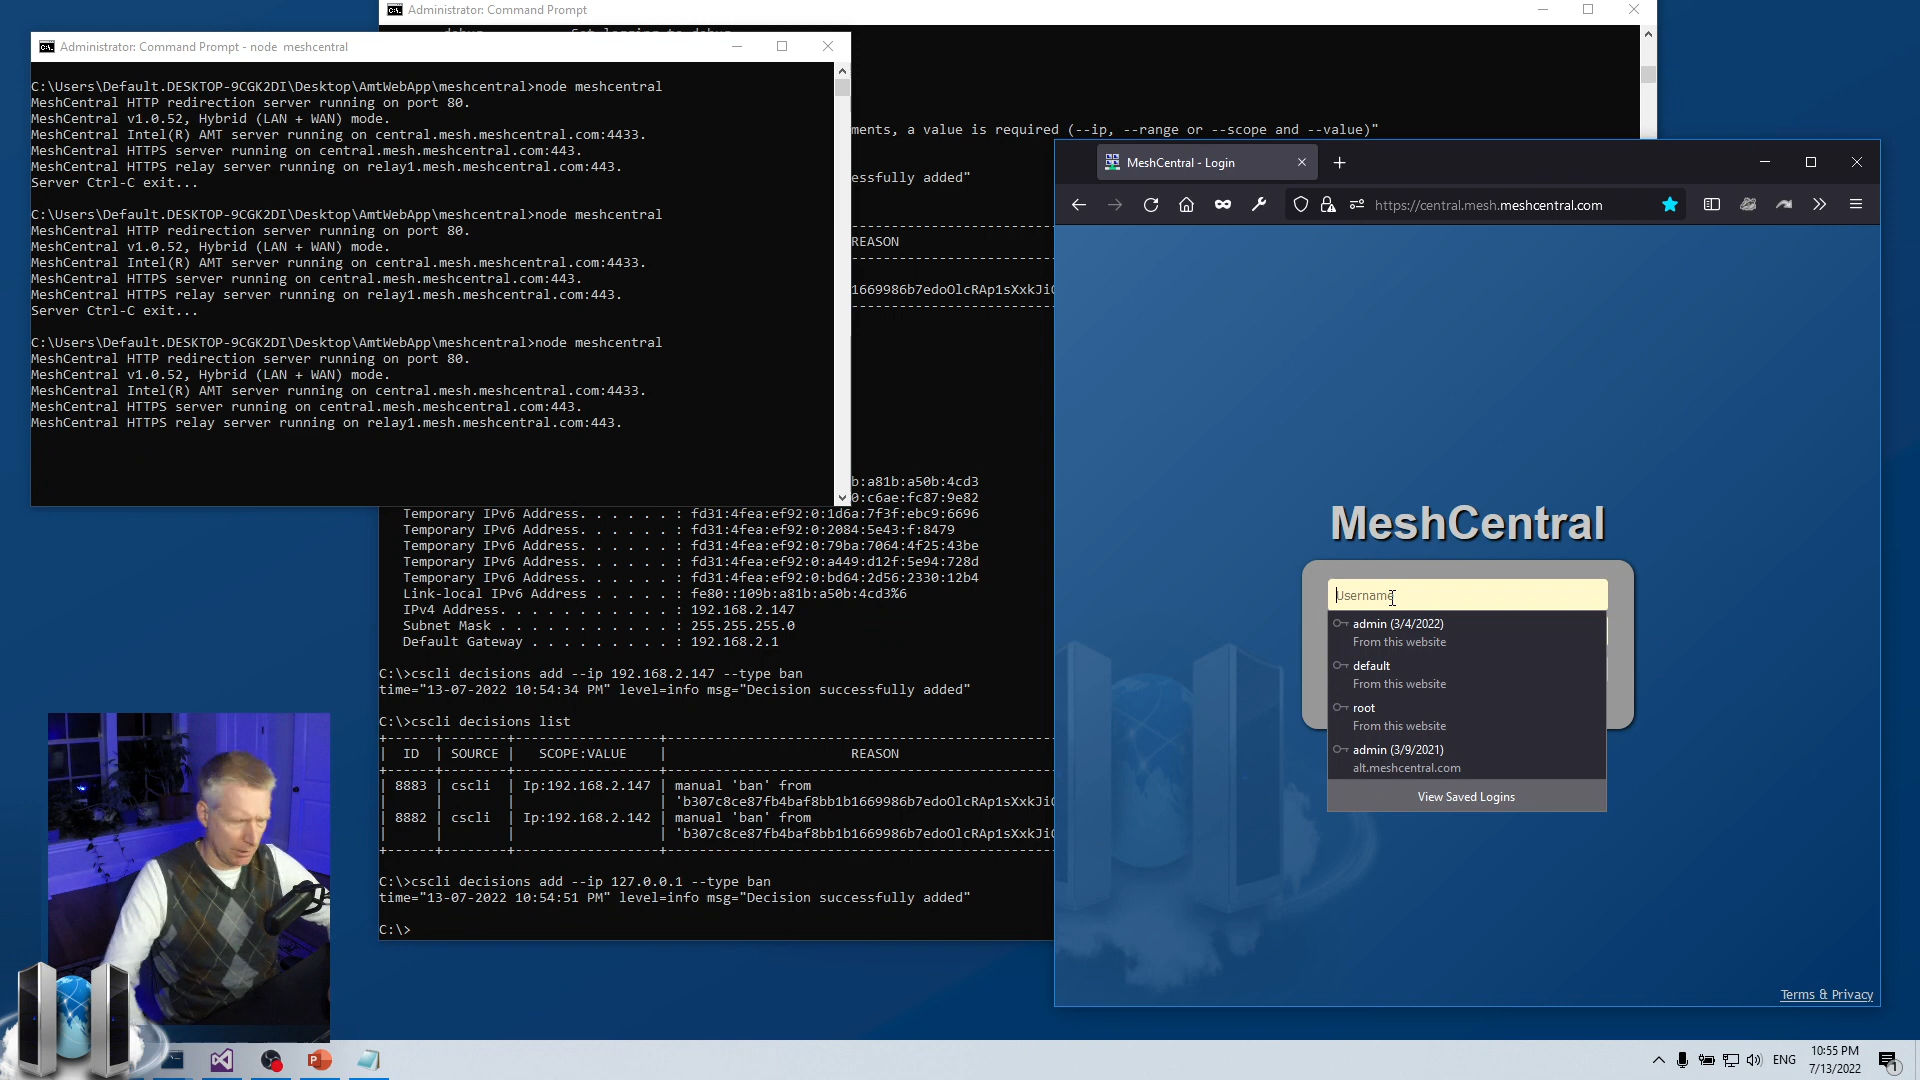 Administrator: Command Prompt
Administrator: Command Prompt - node meshcentral
C:\Users\Default.DESKTOP-9CGK2DI\Desktop\AmtWebApp\meshcentral>node meshcentral
MeshCentral HTTP redirection server running on port 80.
MeshCentral v1.0.52, Hybrid (LAN + WAN) mode.
MeshCentral Intel(R) AMT server running on central.mesh.meshcentral.com:4433.
MeshCentral HTTPS server running on central.mesh.meshcentral.com:443.
MeshCentral HTTPS relay server running on relay1.mesh.meshcentral.com:443.
Server Ctrl-C exit...
C:\Users\Default.DESKTOP-9CGK2DI\Desktop\AmtWebApp\meshcentral>node meshcentral
MeshCentral HTTP redirection server running on port 80.
MeshCentral v1.0.52, Hybrid (LAN + WAN) mode.
MeshCentral Intel(R) AMT server running on central.mesh.meshcentral.com:4433.
MeshCentral HTTPS server running on central.mesh.meshcentral.com:443.
MeshCentral HTTPS relay server running on relay1.mesh.meshcentral.com:443.
Server Ctrl-C exit...
C:\Users\Default.DESKTOP-9CGK2DI\Desktop\AmtWebApp\meshcentral>node meshcentral
MeshCentral HTTP redirection server running on port 80.
MeshCentral v1.0.52, Hybrid (LAN + WAN) mode.
MeshCentral Intel(R) AMT server running on central.mesh.meshcentral.com:4433.
MeshCentral HTTPS server running on central.mesh.meshcentral.com:443.
MeshCentral HTTPS relay server running on relay1.mesh.meshcentral.com:443.
ments, a value is required (--ip, --range or --scope and --value)"
essfully added"
REASON
1669986b7edoOlcRAp1sXxkJi
b:a81b:a50b:4cd3
0:c6ae:fc87:9e82
Temporary IPv6 Address. . . . . . : fd31:4fea:ef92:0:1d6a:7f3f:ebc9:6696
Temporary IPv6 Address. . . . . . : fd31:4fea:ef92:0:2084:5e43:f:8479
Temporary IPv6 Address. . . . . . : fd31:4fea:ef92:0:79ba:7064:4f25:43be
Temporary IPv6 Address. . . . . . : fd31:4fea:ef92:0:a449:d12f:5e94:728d
Temporary IPv6 Address. . . . . . : fd31:4fea:ef92:0:bd64:2d56:2330:12b4
Link-local IPv6 Address . . . . . : fe80::109b:a81b:a50b:4cd3%6
IPv4 Address. . . . . . . . . . . : 192.168.2.147
Subnet Mask . . . . . . . . . . . : 255.255.255.0
Default Gateway . . . . . . . . . : 192.168.2.1
C:\>cscli decisions add --ip 192.168.2.147 --type ban
time="13-07-2022 10:54:34 PM" level=info msg="Decision successfully added"
C:\>cscli decisions list
| ID | SOURCE | SCOPE:VALUE | REASON
| 8883 | cscli | Ip:192.168.2.147 | manual 'ban' from
| | | | 'b307c8ce87fb4baf8bb1b1669986b7edoOlcRAp1sXxkJi
| 8882 | cscli | Ip:192.168.2.142 | manual 'ban' from
| | | | 'b307c8ce87fb4baf8bb1b1669986b7edoOlcRAp1sXxkJi
C:\>cscli decisions add --ip 127.0.0.1 --type ban
time="13-07-2022 10:54:51 PM" level=info msg="Decision successfully added"
C:\>
MeshCentral - Login
https://central.mesh.meshcentral.com
MeshCentral
Username
admin (3/4/2022)
From this website
default
From this website
root
From this website
admin (3/9/2021)
alt.meshcentral.com
View Saved Logins
Terms & Privacy
ENG
10:55 PM
7/13/2022
1